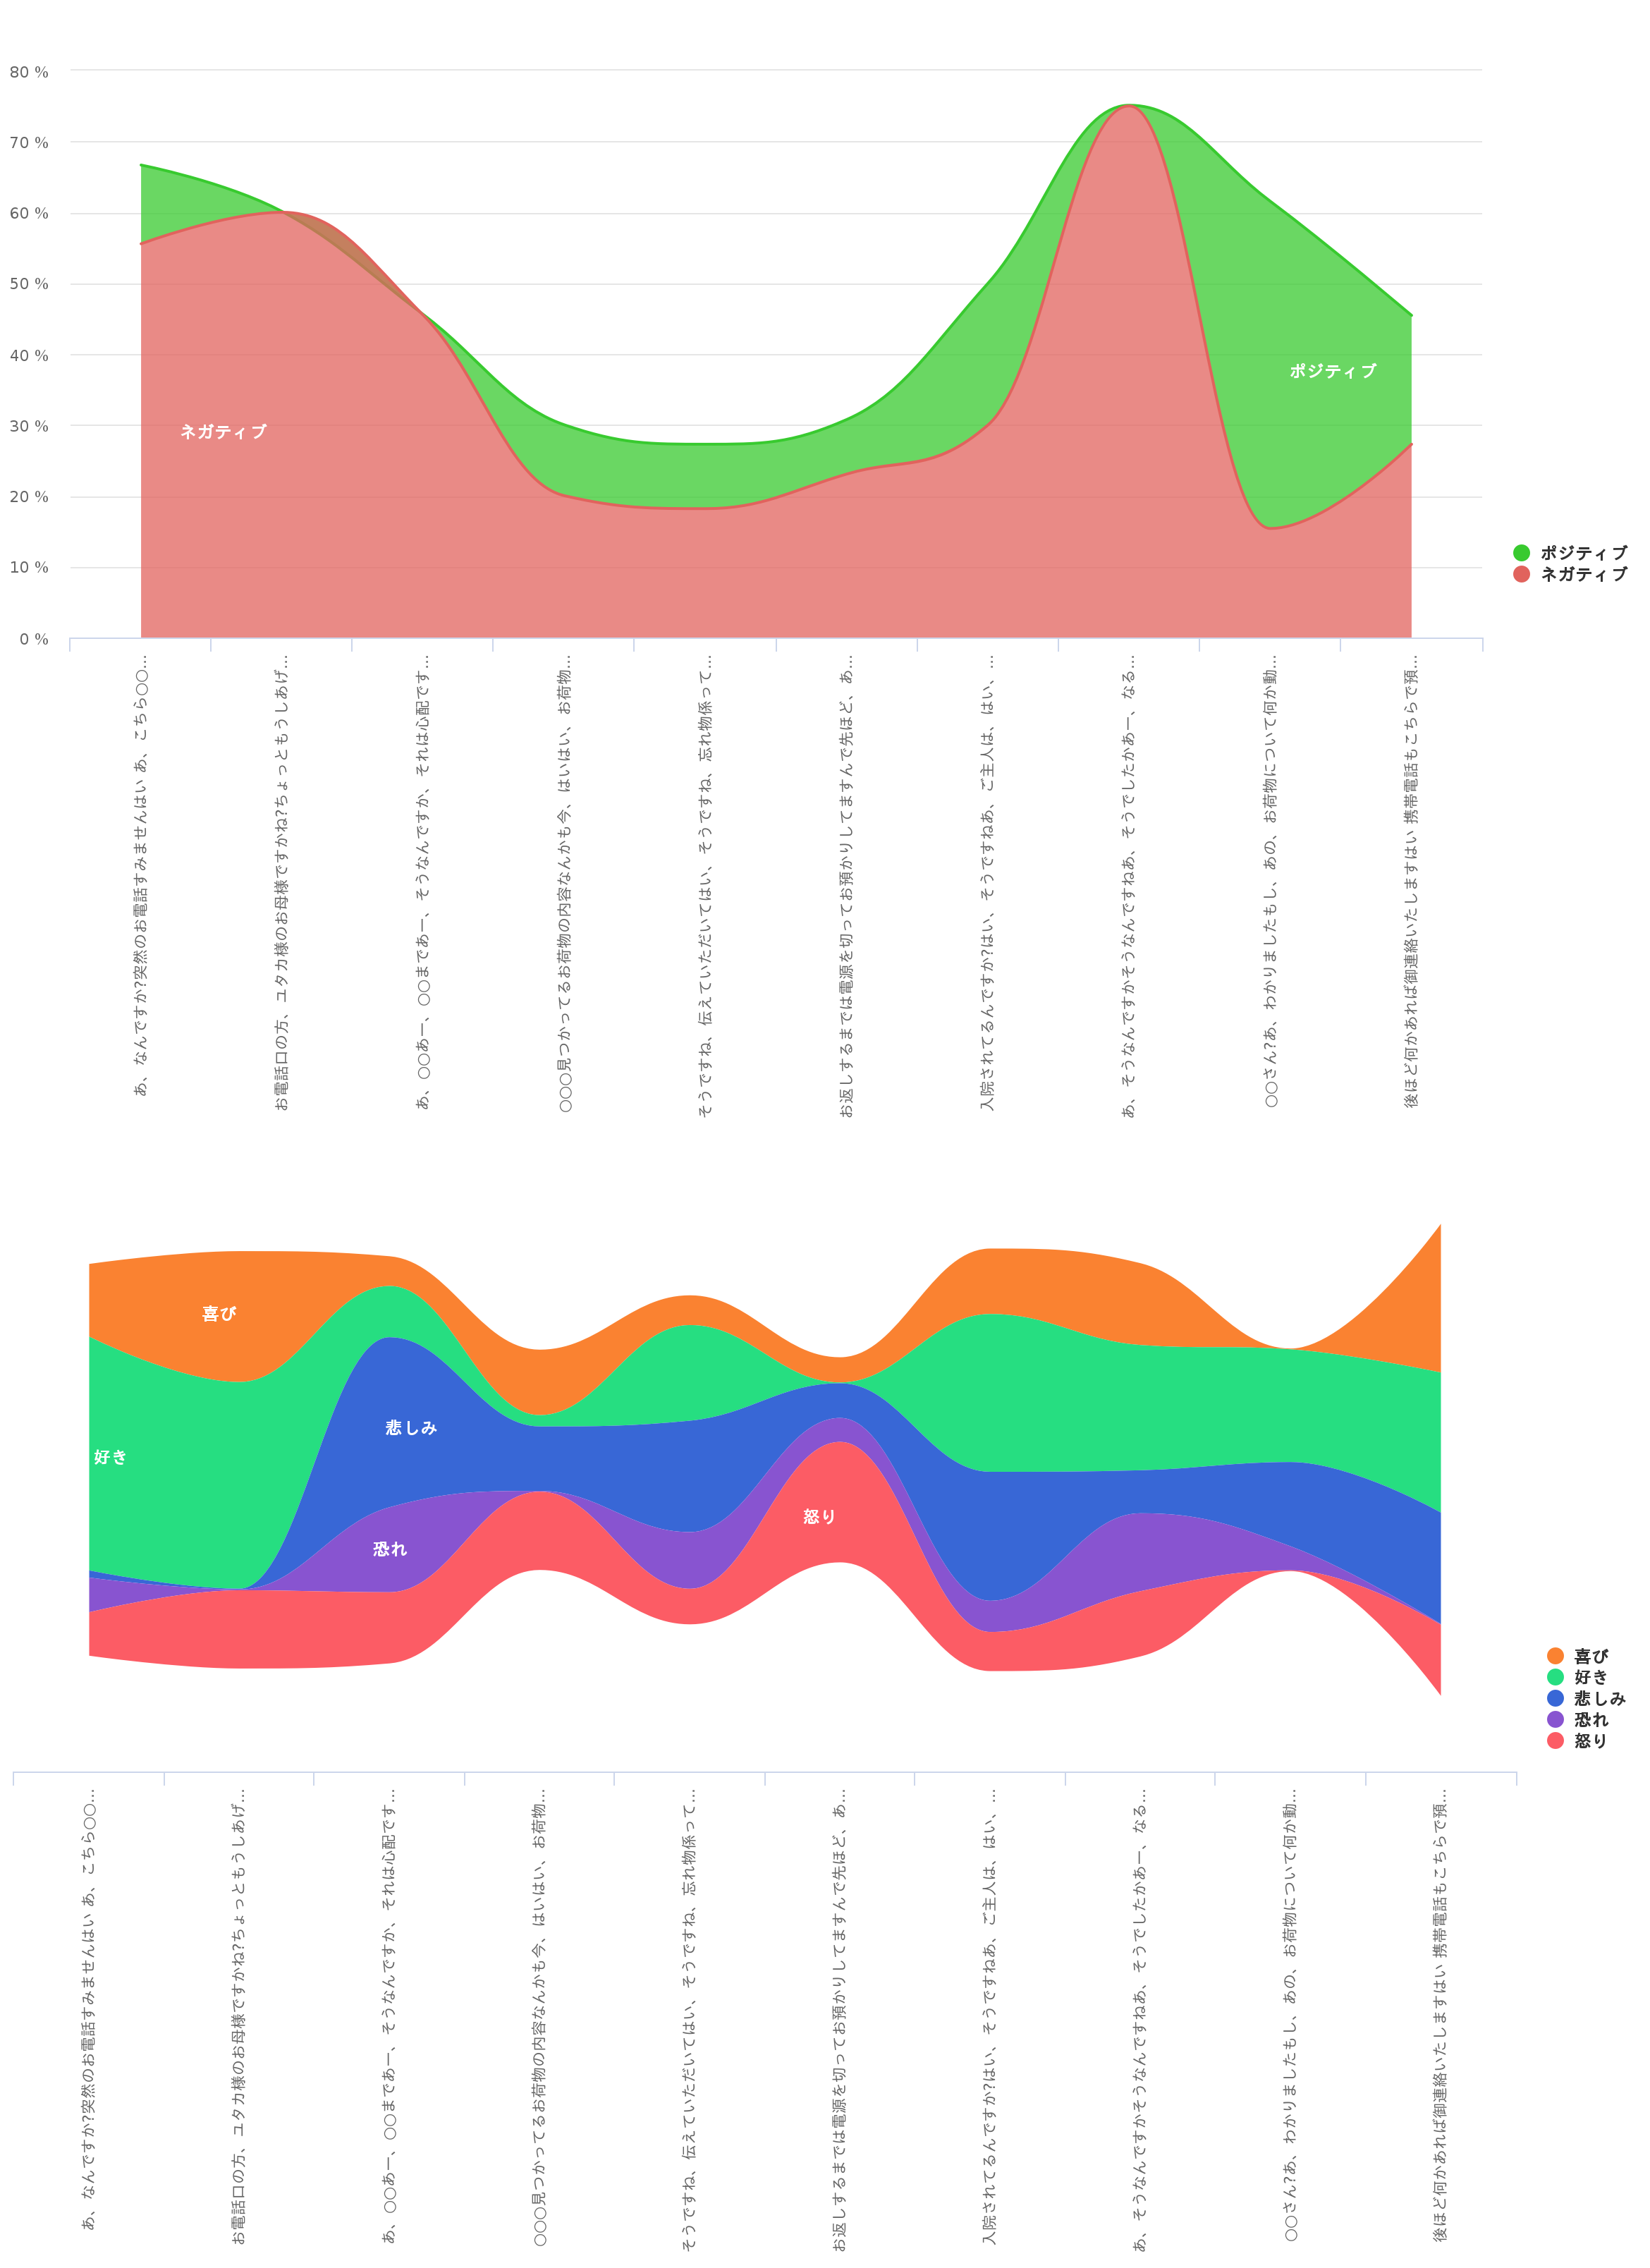 80 %
70 %
60 %
50 %
40 %
30 %
20 %
10 %
0 %
ネガティブ
ポジティブ
ポジティブ
ネガティブ
あ、なんですか?突然のお電話すみませんはい あ、こちら〇〇…
お電話口の方、ユタカ様のお母様ですかね?ちょっともうしあげ…
あ、〇〇あー、〇〇まであー、そうなんですか、それは心配です…
〇〇〇見つかってるお荷物の内容なんかも今、はいはい、お荷物…
そうですね、伝えていただいてはい、そうですね、忘れ物係って…
お返しするまでは電源を切ってお預かりしてますんで先ほど、あ…
入院されてるんですか?はい、そうですねあ、ご主人は、はい、…
あ、そうなんですかそうなんですねあ、そうでしたかあー、なる…
〇〇さん?あ、わかりましたもし、あの、お荷物について何か動…
後ほど何かあれば御連絡いたしますはい 携帯電話もこちらで預…
喜び
好き
悲しみ
恐れ
怒り
喜び
好き
悲しみ
恐れ
怒り
あ、なんですか?突然のお電話すみませんはい あ、こちら〇〇…
お電話口の方、ユタカ様のお母様ですかね?ちょっともうしあげ…
あ、〇〇あー、〇〇まであー、そうなんですか、それは心配です…
〇〇〇見つかってるお荷物の内容なんかも今、はいはい、お荷物…
そうですね、伝えていただいてはい、そうですね、忘れ物係って…
お返しするまでは電源を切ってお預かりしてますんで先ほど、あ…
入院されてるんですか?はい、そうですねあ、ご主人は、はい、…
あ、そうなんですかそうなんですねあ、そうでしたかあー、なる…
〇〇さん?あ、わかりましたもし、あの、お荷物について何か動…
後ほど何かあれば御連絡いたしますはい 携帯電話もこちらで預…